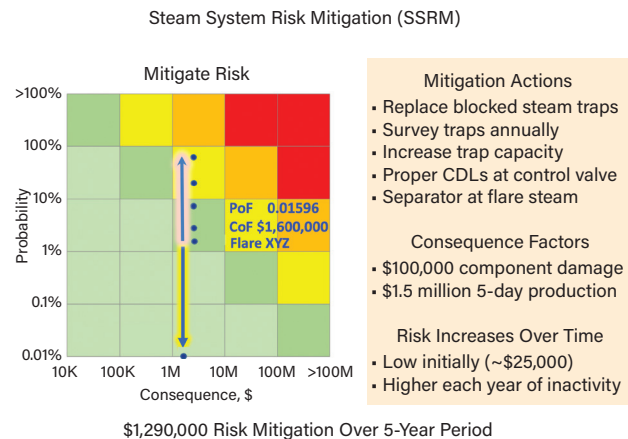 Steam System Risk Mitigation (SSRM)
Mitigate Risk
>100%
100%
10%
1%
0.1%
0.01%
Probability
PoF 0.01596
CoF $1,600,000
Flare XYZ
10K 100K 1M 10M 100M >100M
Consequence, $
Mitigation Actions
• Replace blocked steam traps
• Survey traps annually
• Increase trap capacity
• Proper CDLs at control valve
• Separator at flare steam
Consequence Factors
• $100,000 component damage
• $1.5 million 5-day production
Risk Increases Over Time
• Low initially (~$25,000)
• Higher each year of inactivity
$1,290,000 Risk Mitigation Over 5-Year Period